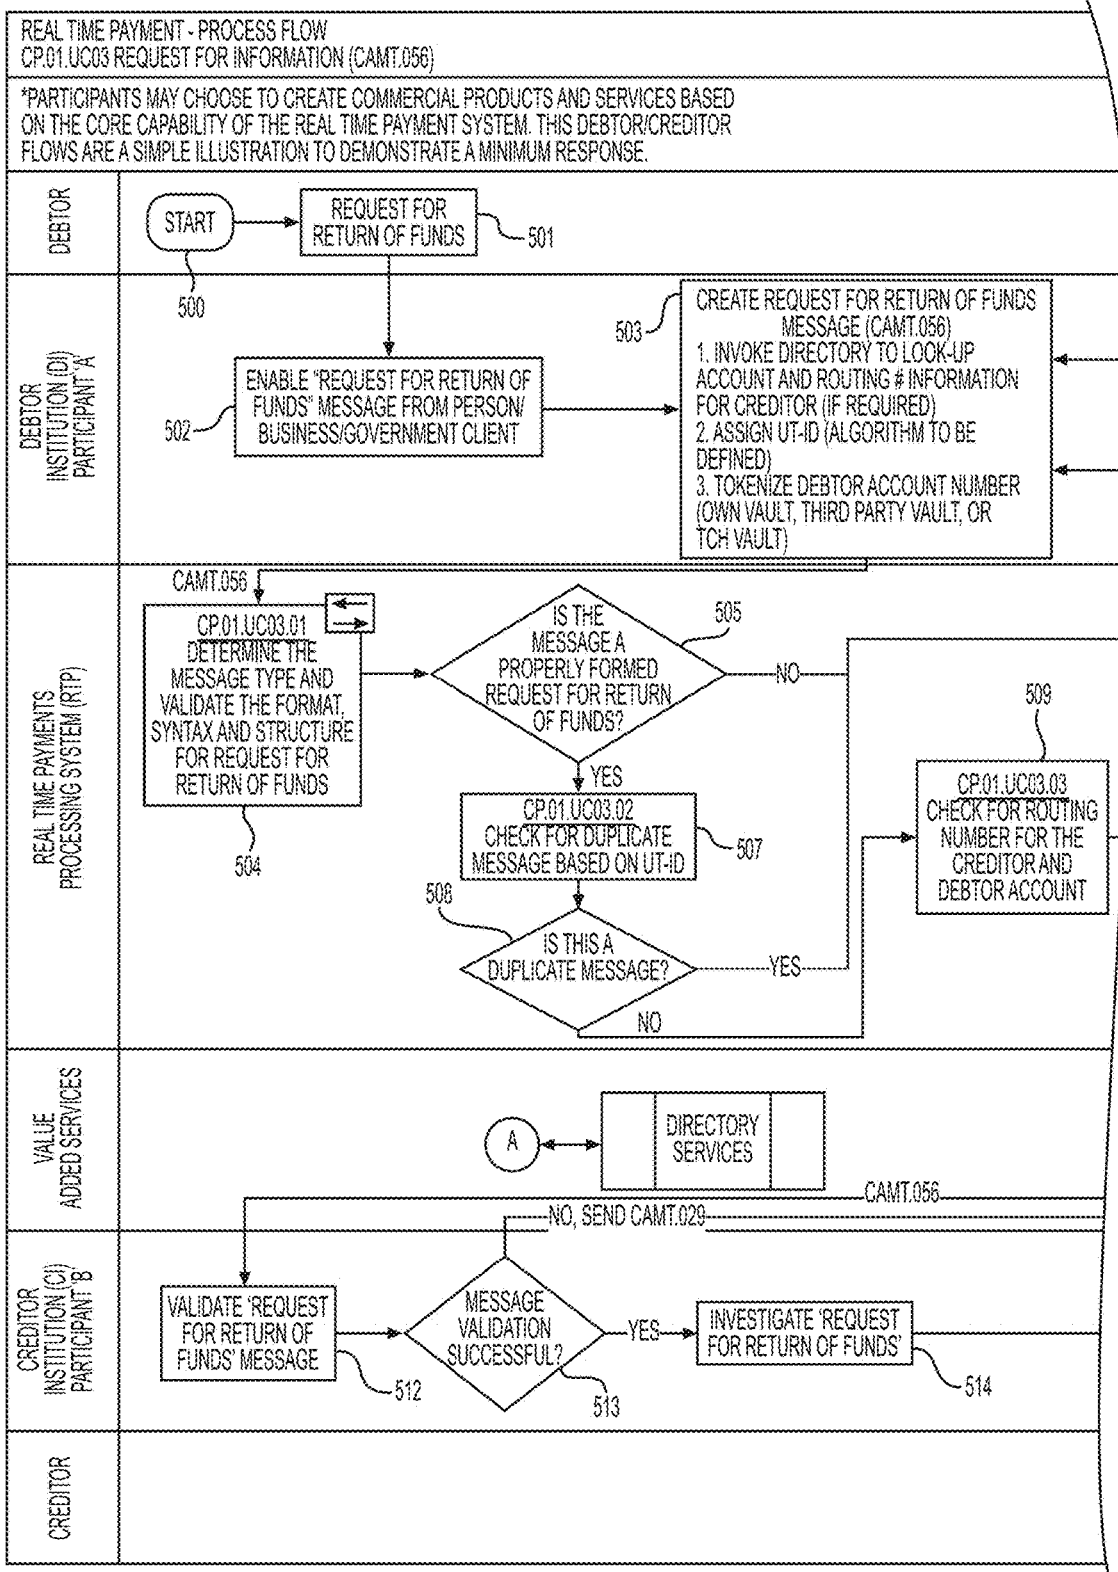 REAL TIME PAYMENT - PROCESS FLOW
CP.01.UC03 REQUEST FOR INFORMATION (CAMT.056)
*PARTICIPANTS MAY CHOOSE TO CREATE COMMERCIAL PRODUCTS AND SERVICES BASED
ON THE CORE CAPABILITY OF THE REAL TIME PAYMENT SYSTEM. THIS DEBTOR/CREDITOR
FLOWS ARE A SIMPLE ILLUSTRATION TO DEMONSTRATE A MINIMUM RESPONSE.
DEBTOR
START
500
REQUEST FOR
RETURN OF FUNDS
501
DEBTOR
INSTITUTION (DI)
PARTICIPANT 'A'
ENABLE "REQUEST FOR RETURN OF
FUNDS" MESSAGE FROM PERSON/
BUSINESS/GOVERNMENT CLIENT
502
503
CREATE REQUEST FOR RETURN OF FUNDS
MESSAGE (CAMT.056)
1. INVOKE DIRECTORY TO LOOK-UP
ACCOUNT AND ROUTING # INFORMATION
FOR CREDITOR (IF REQUIRED)
2. ASSIGN UT-ID (ALGORITHM TO BE
DEFINED)
3. TOKENIZE DEBTOR ACCOUNT NUMBER
(OWN VAULT, THIRD PARTY VAULT, OR
TCH VAULT)
REAL TIME PAYMENTS
PROCESSING SYSTEM (RTP)
CAMT.056
CP.01.UC03.01
DETERMINE THE
MESSAGE TYPE AND
VALIDATE THE FORMAT,
SYNTAX AND STRUCTURE
FOR REQUEST FOR
RETURN OF FUNDS
504
IS THE
MESSAGE A
PROPERLY FORMED
REQUEST FOR RETURN
OF FUNDS?
505
NO
YES
CP.01.UC03.02
CHECK FOR DUPLICATE
MESSAGE BASED ON UT-ID
507
508
IS THIS A
DUPLICATE MESSAGE?
YES
NO
509
CP.01.UC03.03
CHECK FOR ROUTING
NUMBER FOR THE
CREDITOR AND
DEBTOR ACCOUNT
VALUE
ADDED SERVICES
A
DIRECTORY
SERVICES
CAMT.056
NO, SEND CAMT.029
CREDITOR
INSTITUTION (CI)
PARTICIPANT 'B'
VALIDATE 'REQUEST
FOR RETURN OF
FUNDS' MESSAGE
512
MESSAGE
VALIDATION
SUCCESSFUL?
513
YES
INVESTIGATE 'REQUEST
FOR RETURN OF FUNDS'
514
CREDITOR